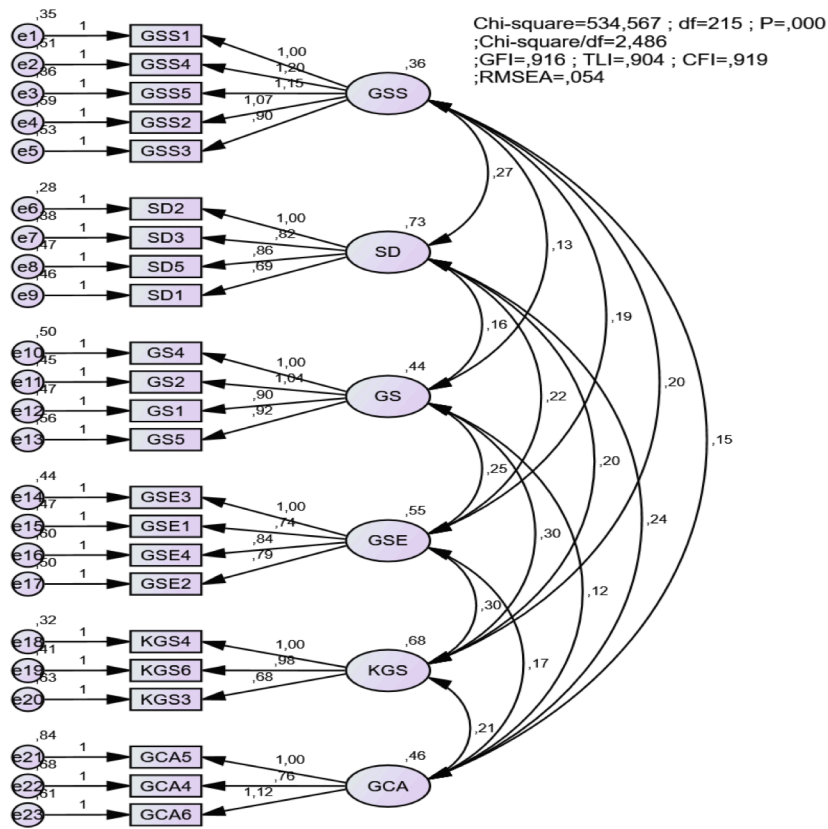 Chi-square=534,567 ; df=215 ; P=,000
;Chi-square/df=2,486
;GFI=,916 ; TLI=,904 ; CFI=,919
;RMSEA=,054
,35
e1 1 GSS1 1,00
,51
e2 1 GSS4 1,20
,36
GSS
,86
e3 1 GSS5 1,15
,59
e4 1 GSS2 1,07
,53
e5 1 GSS3 ,90
,27
,28
e6 1 SD2 1,00
,73
SD
,38
e7 1 SD3 ,82
,13
,47
e8 1 SD5 ,86
,46
e9 1 SD1 ,69
,16
,19
,50
e10 1 GS4 1,00
,44
GS
,45
e11 1 GS2 1,04
,20
,47
e12 1 GS1 ,90
,22
,56
e13 1 GS5 ,92
,15
,25
,20
,44
e14 1 GSE3 1,00
,55
GSE
,47
e15 1 GSE1 ,74
,24
,60
e16 1 GSE4 ,84
,30
,50
e17 1 GSE2 ,79
,12
,30
,32
e18 1 KGS4 1,00
,68
KGS
,41
e19 1 KGS6 ,98
,17
,63
e20 1 KGS3 ,68
,21
,84
e21 1 GCA5 1,00
,46
GCA
,68
e22 1 GCA4 ,76
,61
e23 1 GCA6 1,12